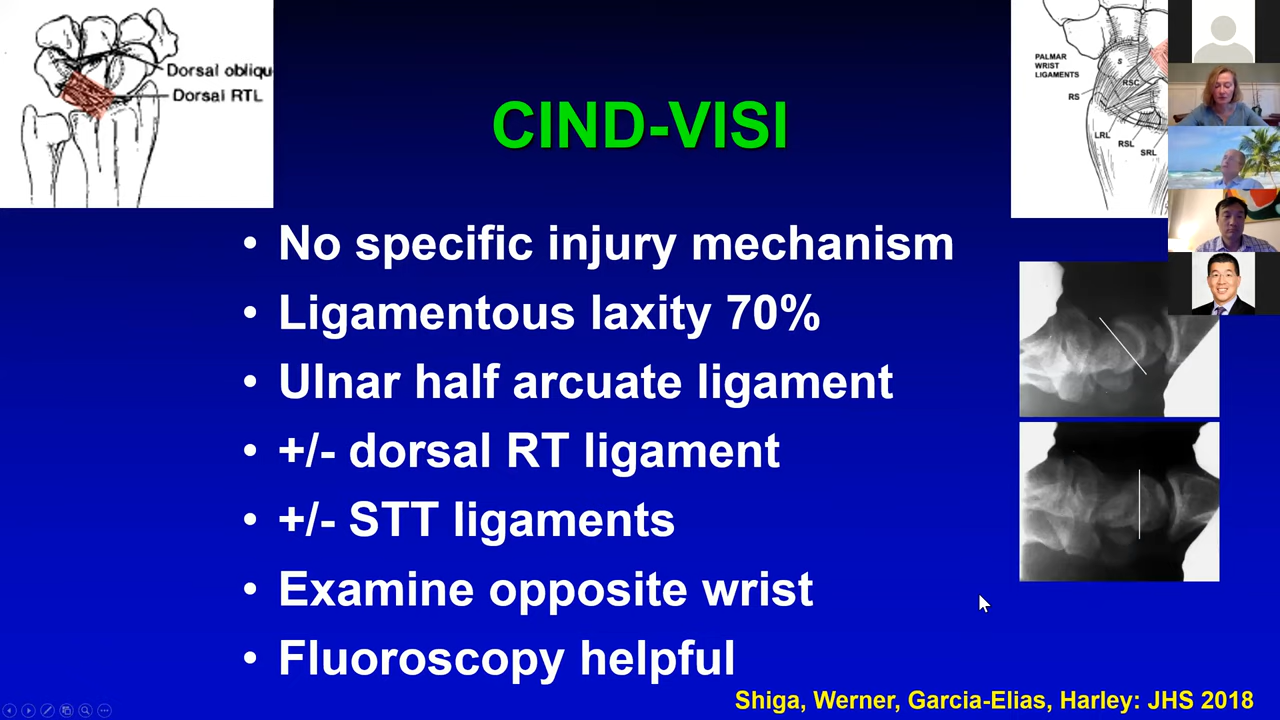 Dorsal obliqu
Dorsal RTL
CIND-VISI
PALMAR
WRIST
LIGAMENTS
S
RSC
RS
LRL
RSL
SRL
• No specific injury mechanism
• Ligamentous laxity 70%
• Ulnar half arcuate ligament
• +/- dorsal RT ligament
• +/- STT ligaments
• Examine opposite wrist
• Fluoroscopy helpful
Shiga, Werner, Garcia-Elias, Harley: JHS 2018